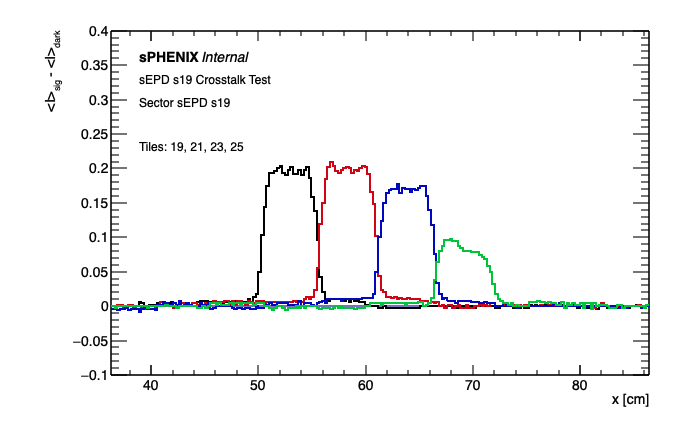 <I>sig - <I>dark
0.4
0.35
0.3
0.25
0.2
0.15
0.1
0.05
0
−0.05
−0.1
sPHENIX Internal
sEPD s19 Crosstalk Test
Sector sEPD s19
Tiles: 19, 21, 23, 25
40 50 60 70 80
x [cm]